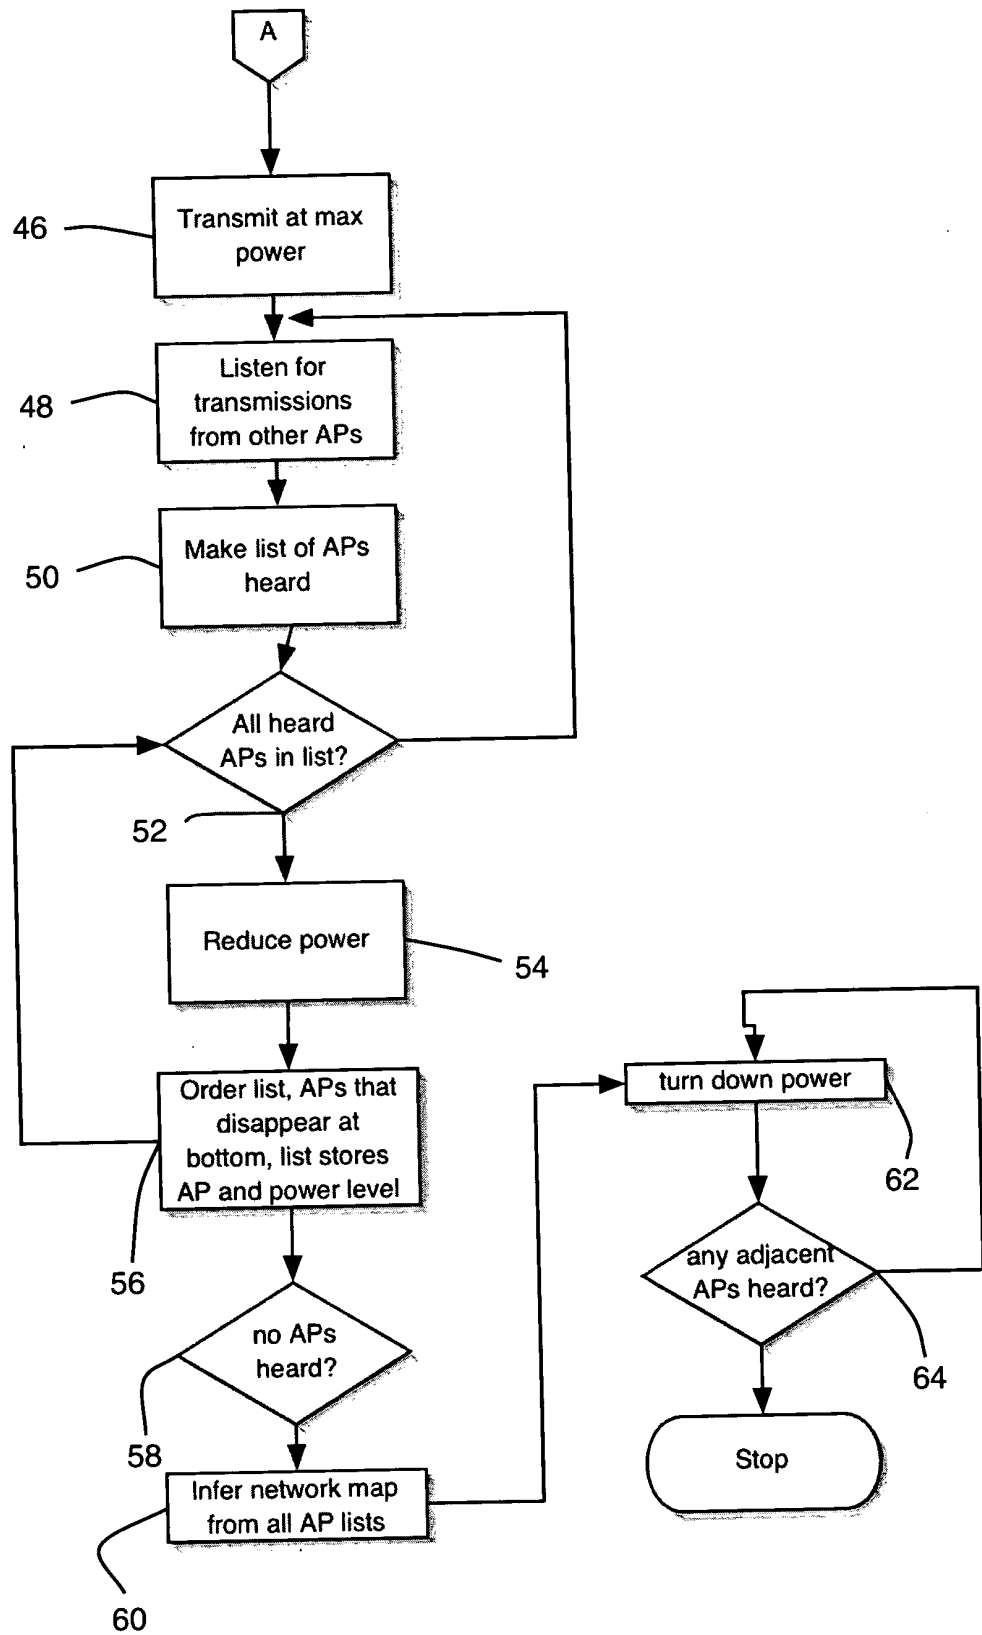 A
46
Transmit at max
power
48
Listen for
transmissions
from other APs
50
Make list of APs
heard
All heard
APs in list?
52
Reduce power
54
Order list, APs that
disappear at
bottom, list stores
AP and power level
56
no APs
heard?
58
Infer network map
from all AP lists
60
turn down power
62
any adjacent
APs heard?
64
Stop